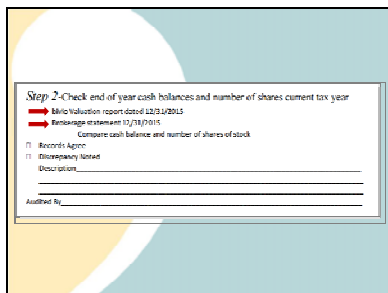 Step 2-Check end of year cash balances and number of shares current tax year
bivio Valuation report dated 12/31/2015
Brokerage statement 12/31/2015
Compare cash balance and number of shares of stock
Records Agree
Discrepancy Noted
Description
Audited By